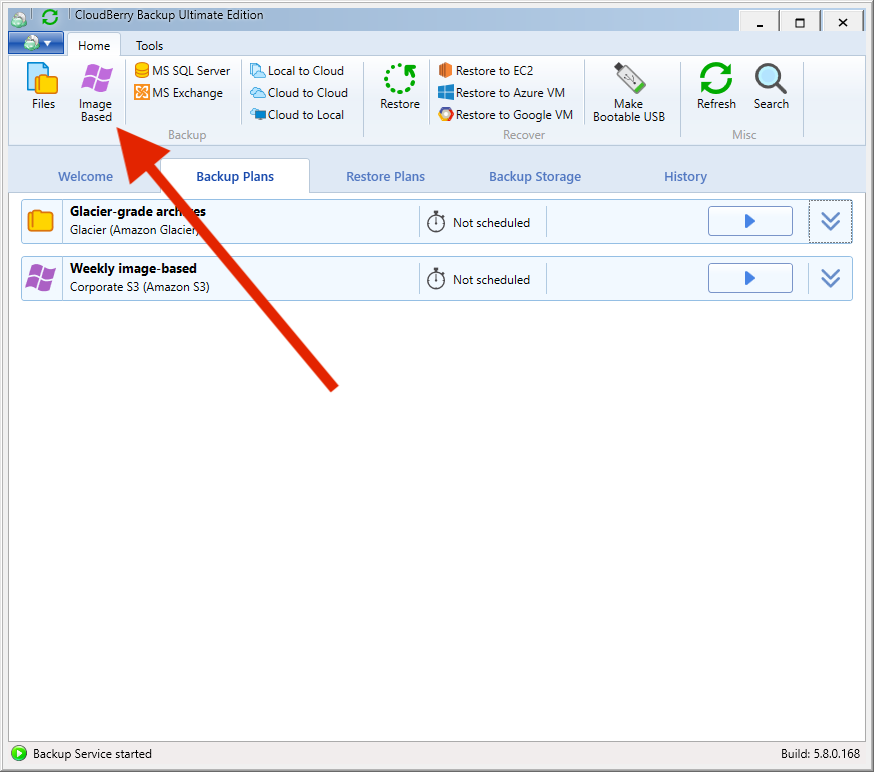 CloudBerry Backup Ultimate Edition
Home
Tools
Files
Image
Based
MS SQL Server
MS Exchange
Backup
Local to Cloud
Cloud to Cloud
Cloud to Local
Restore
Restore to EC2
Restore to Azure VM
Restore to Google VM
Recover
Make
Bootable USB
Refresh
Search
Misc
Welcome
Backup Plans
Restore Plans
Backup Storage
History
Glacier-grade archives
Glacier (Amazon Glacier)
Not scheduled
Weekly image-based
Corporate S3 (Amazon S3)
Not scheduled
Backup Service started
Build: 5.8.0.168